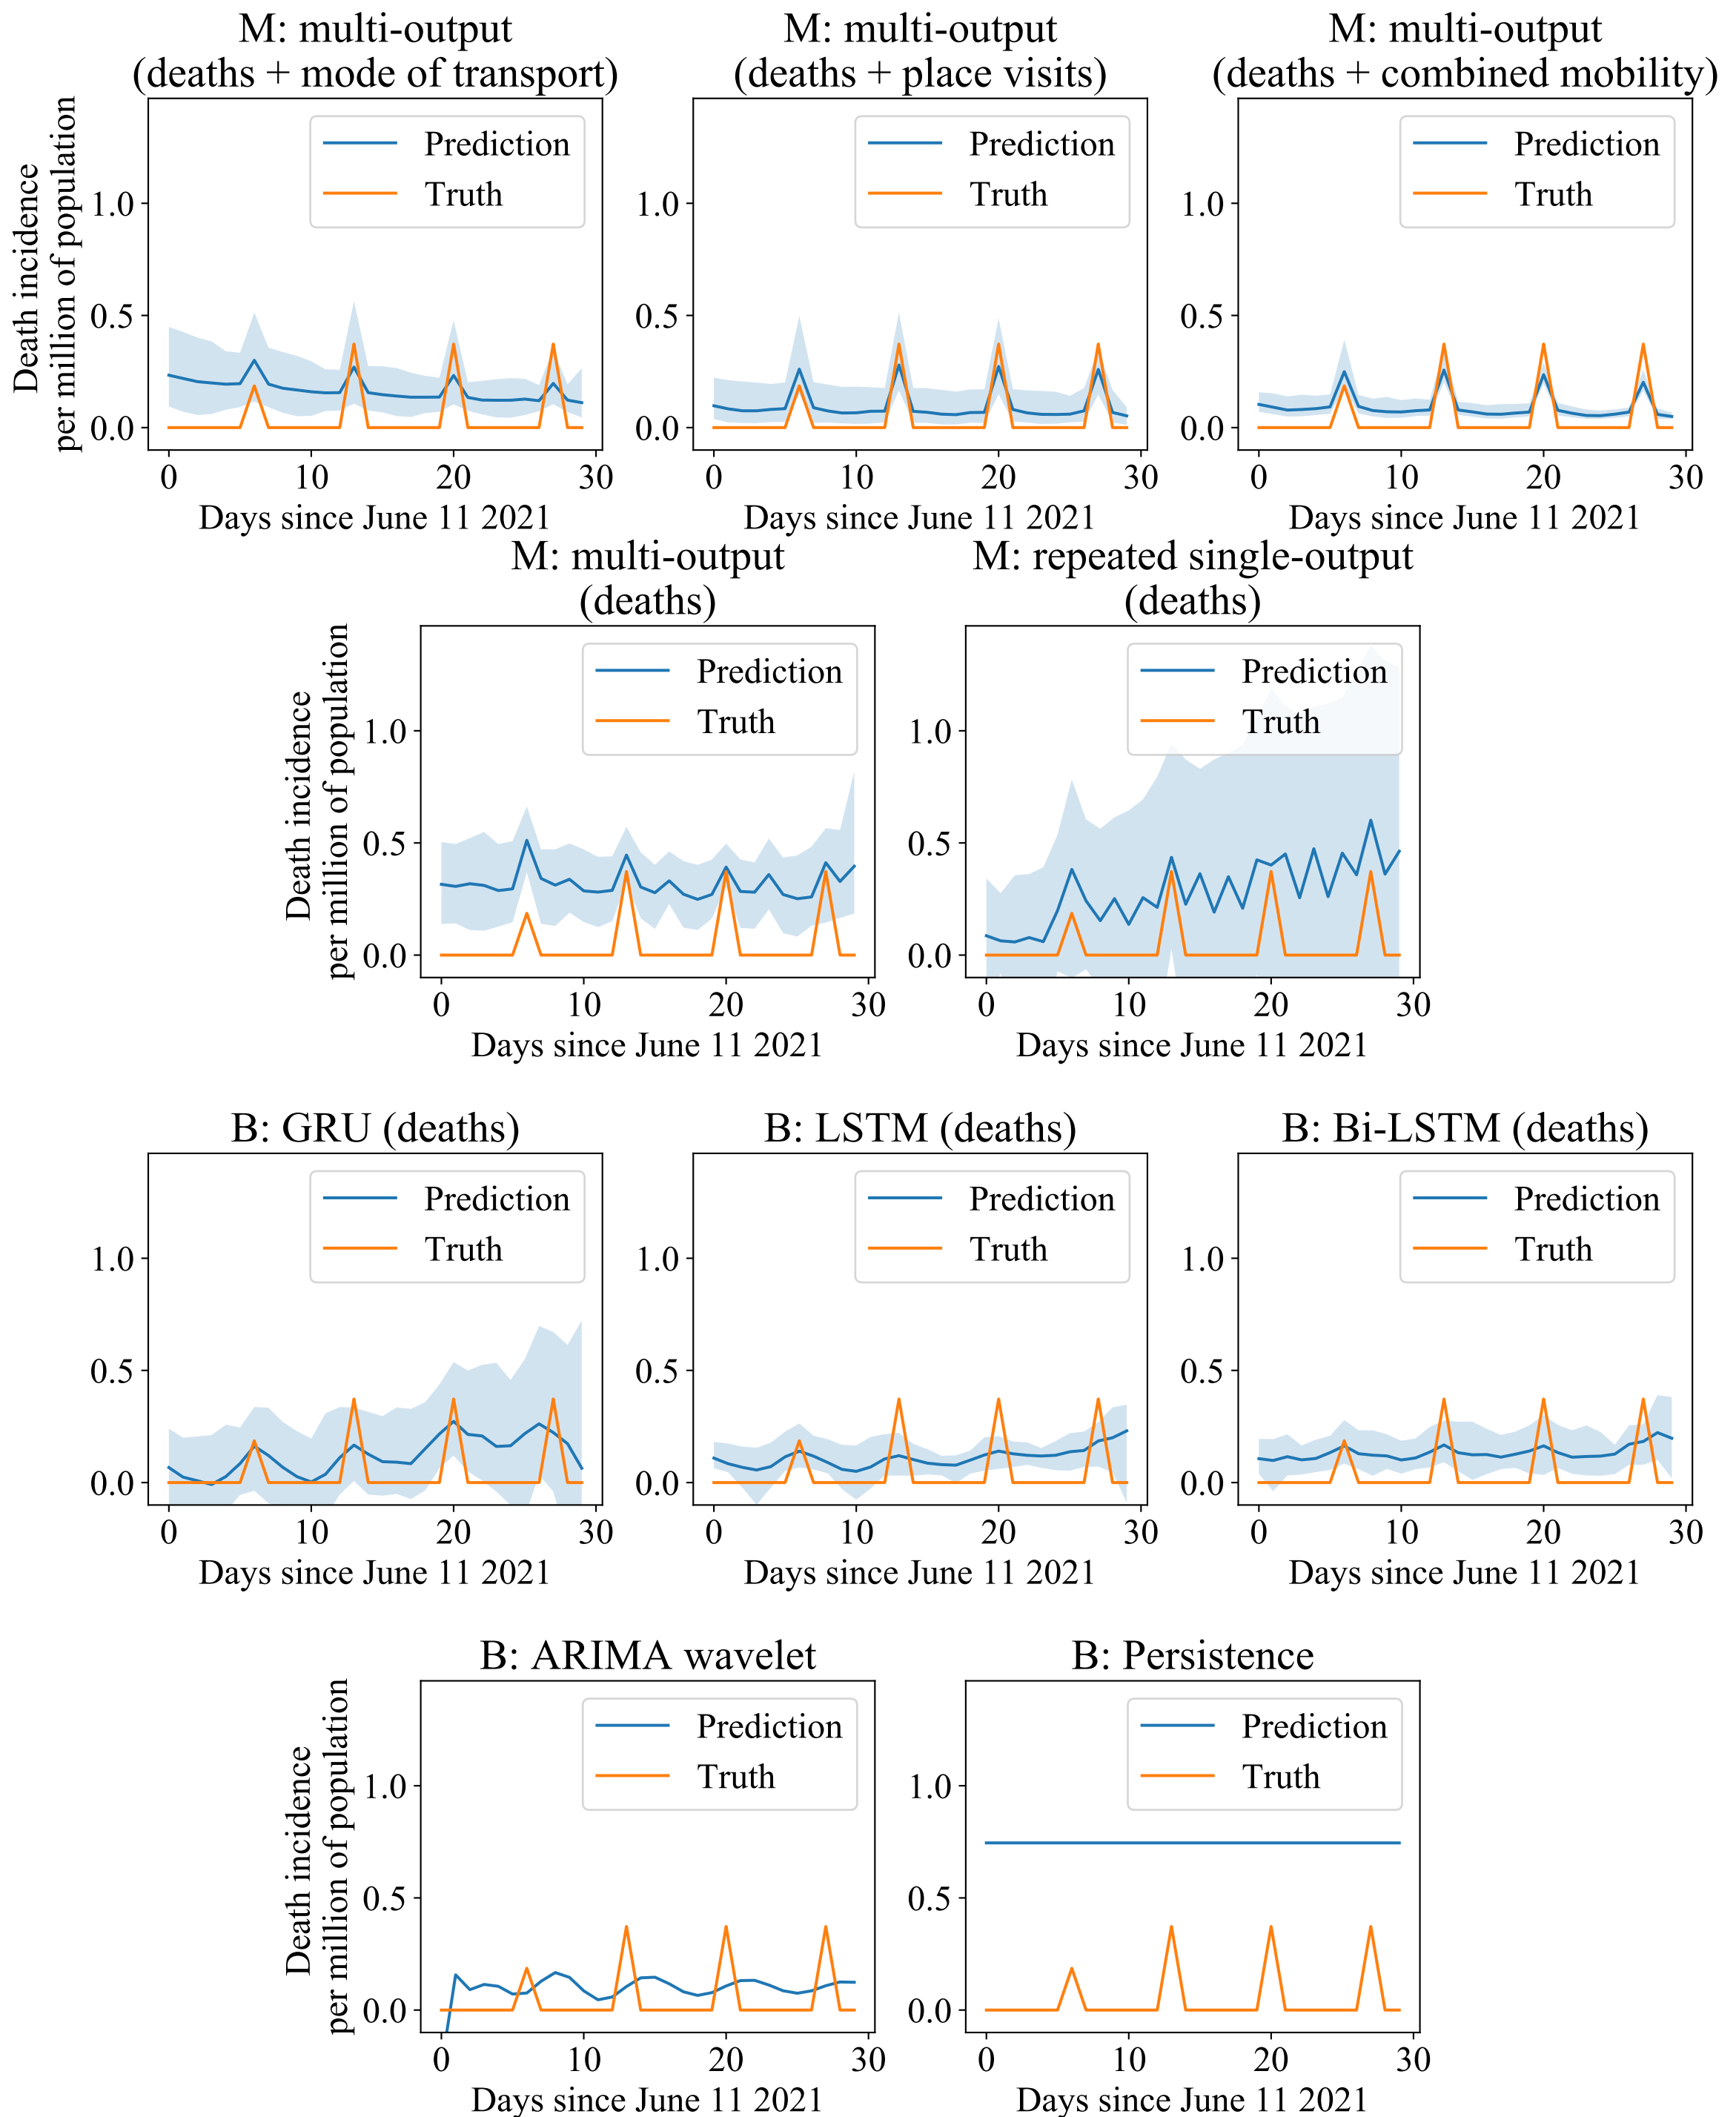 M: multi-output
(deaths + mode of transport)
Death incidence
per million of population
1.0
0.5
0.0
Prediction
Truth
0 10 20 30
Days since June 11 2021
M: multi-output
(deaths + place visits)
1.0
0.5
0.0
Prediction
Truth
0 10 20 30
Days since June 11 2021
M: multi-output
(deaths + combined mobility)
1.0
0.5
0.0
Prediction
Truth
0 10 20 30
Days since June 11 2021
M: multi-output
(deaths)
Death incidence
per million of population
1.0
0.5
0.0
Prediction
Truth
0 10 20 30
Days since June 11 2021
M: repeated single-output
(deaths)
1.0
0.5
0.0
Prediction
Truth
0 10 20 30
Days since June 11 2021
B: GRU (deaths)
1.0
0.5
0.0
Prediction
Truth
0 10 20 30
Days since June 11 2021
B: LSTM (deaths)
1.0
0.5
0.0
Prediction
Truth
0 10 20 30
Days since June 11 2021
B: Bi-LSTM (deaths)
1.0
0.5
0.0
Prediction
Truth
0 10 20 30
Days since June 11 2021
B: ARIMA wavelet
Death incidence
per million of population
1.0
0.5
0.0
Prediction
Truth
0 10 20 30
Days since June 11 2021
B: Persistence
1.0
0.5
0.0
Prediction
Truth
0 10 20 30
Days since June 11 2021